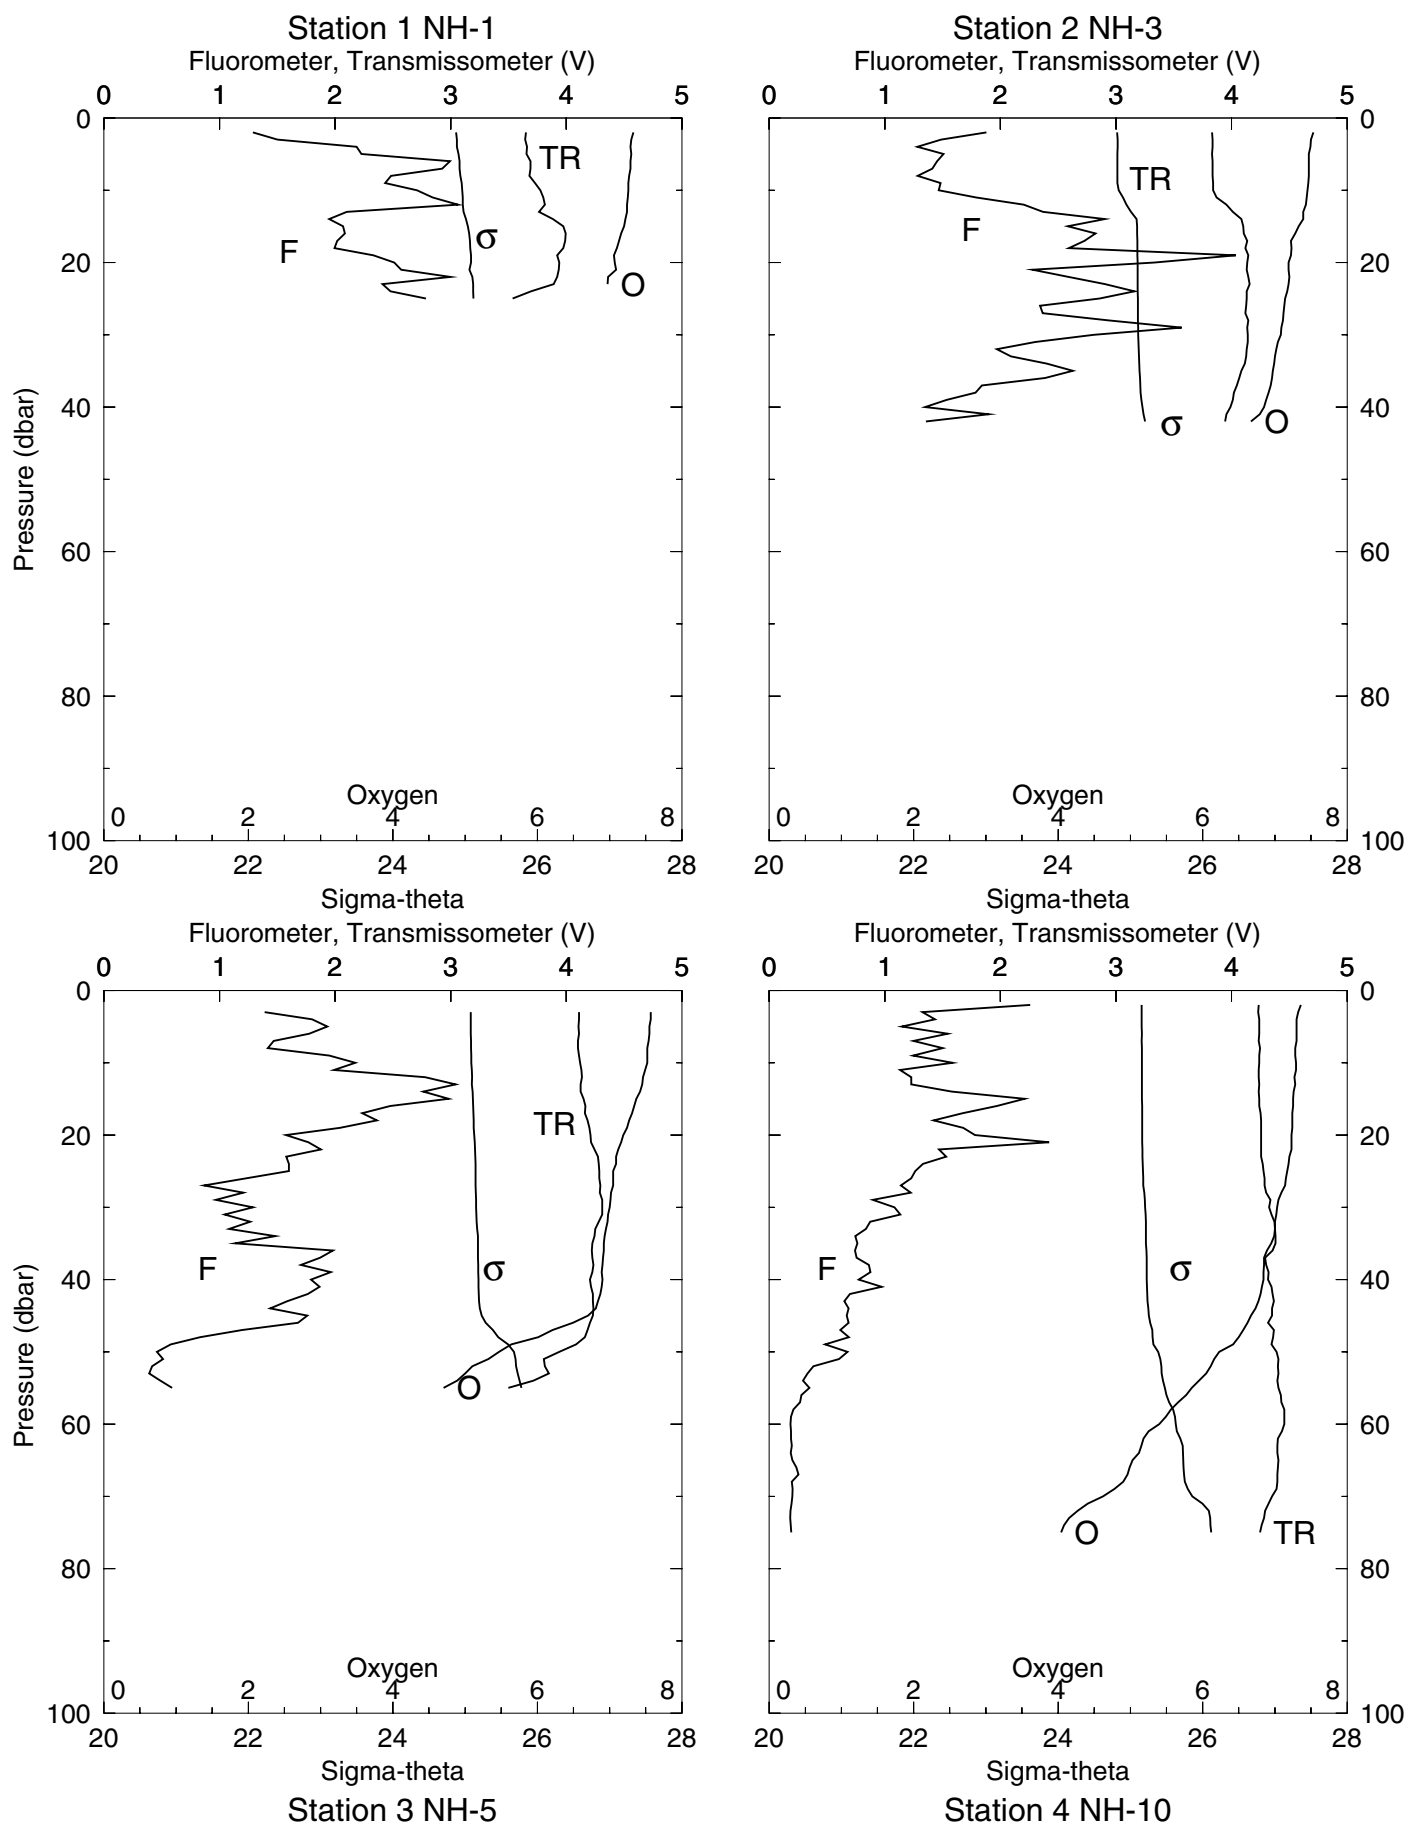 Station 1 NH-1
Fluorometer, Transmissometer (V)
0 1 2 3 4 5
0
20
40
60
80
100
Pressure (dbar)
TR
F
σ
O
Oxygen
0 2 4 6 8
20 22 24 26 28
Sigma-theta
Station 2 NH-3
Fluorometer, Transmissometer (V)
0 1 2 3 4 5
0
20
40
60
80
100
TR
F
σ
O
Oxygen
0 2 4 6 8
20 22 24 26 28
Sigma-theta
Fluorometer, Transmissometer (V)
0 1 2 3 4 5
0
20
40
60
80
100
Pressure (dbar)
TR
F
σ
O
Oxygen
0 2 4 6 8
20 22 24 26 28
Sigma-theta
Station 3 NH-5
Fluorometer, Transmissometer (V)
0 1 2 3 4 5
0
20
40
60
80
100
F
σ
O
TR
Oxygen
0 2 4 6 8
20 22 24 26 28
Sigma-theta
Station 4 NH-10